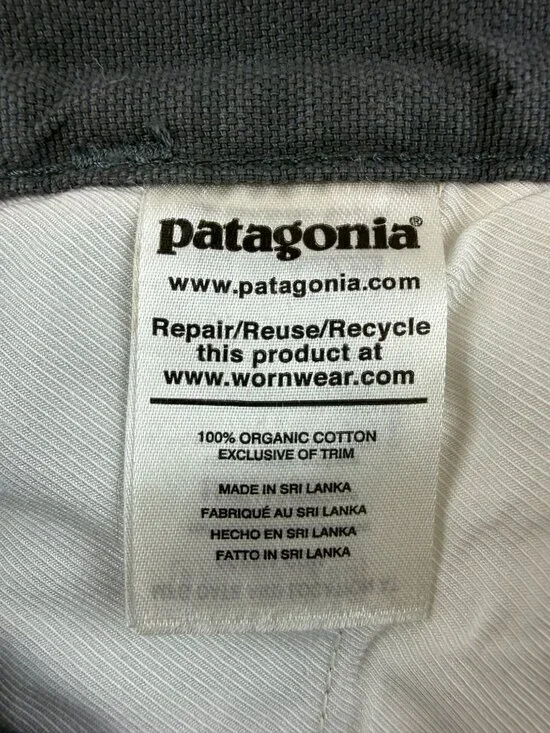 patagonia®
www.patagonia.com
Repair/Reuse/Recycle
this product at
www.wornwear.com
100% ORGANIC COTTON
EXCLUSIVE OF TRIM
MADE IN SRI LANKA
FABRIQUÉ AU SRI LANKA
HECHO EN SRI LANKA
FATTO IN SRI LANKA